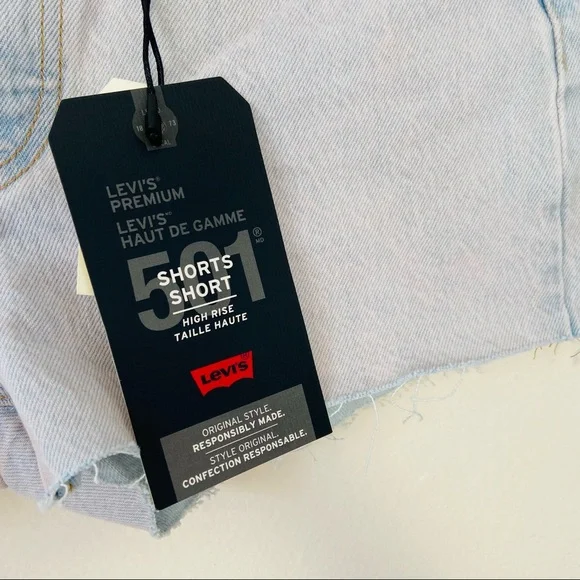 LEVI'S®
PREMIUM
LEVI'S MD
HAUT DE GAMME
501® MD
SHORTS
SHORT
HIGH RISE
TAILLE HAUTE
Levi's
ORIGINAL STYLE.
RESPONSIBLY MADE.
STYLE ORIGINAL.
CONFECTION RESPONSABLE.